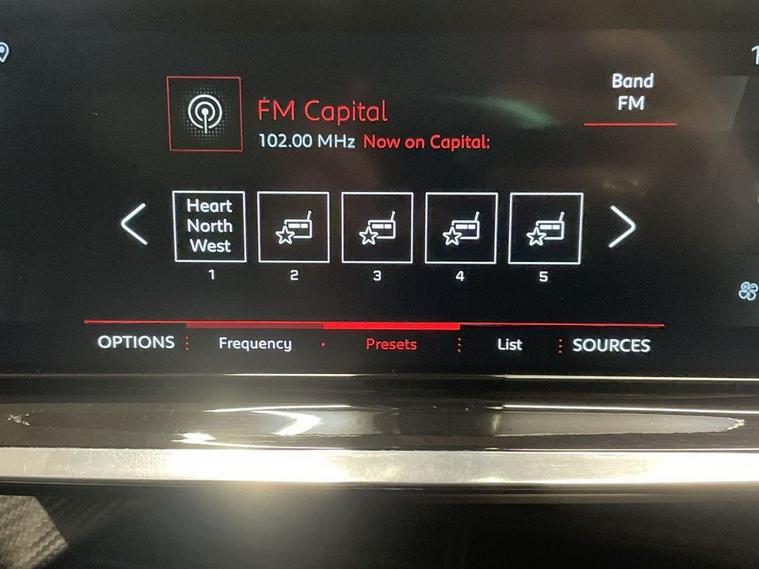 Band
FM
FM Capital
102.00 MHz Now on Capital:
Heart
North
West
1 2 3 4 5
OPTIONS Frequency Presets List SOURCES